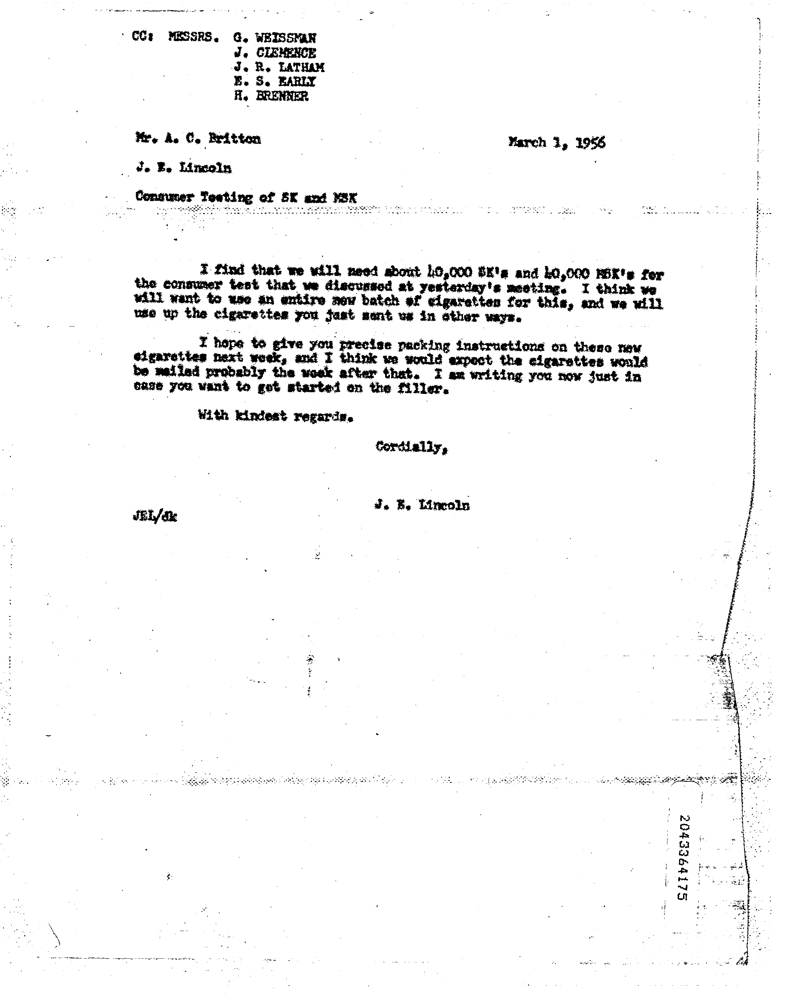 CC: MESSRS. G. WEISSMAN
J. CLEMENCE
J. R. LATHAM
E. S. EARLY
H. BRENNER
Mr. A. C. Britton
March 1, 1956
J. E. Lincoln
Consumer Testing of SK and MSK
I find that we will need about 40,000 SK's and 40,000 MSK's for
the consumer test that we discussed at yesterday's meeting. I think we
will want to use an entire new batch of cigarettes for this, and we will
use up the cigarettes you just sent us in other ways.
I hope to give you precise packing instructions on these new
cigarettes next week, and I think we would expect the cigarettes would
be mailed probably the week after that. I am writing you now just in
case you want to get started on the filler.
With kindest regards.
Cordially,
J. E. Lincoln
JEL/dk
2043364175